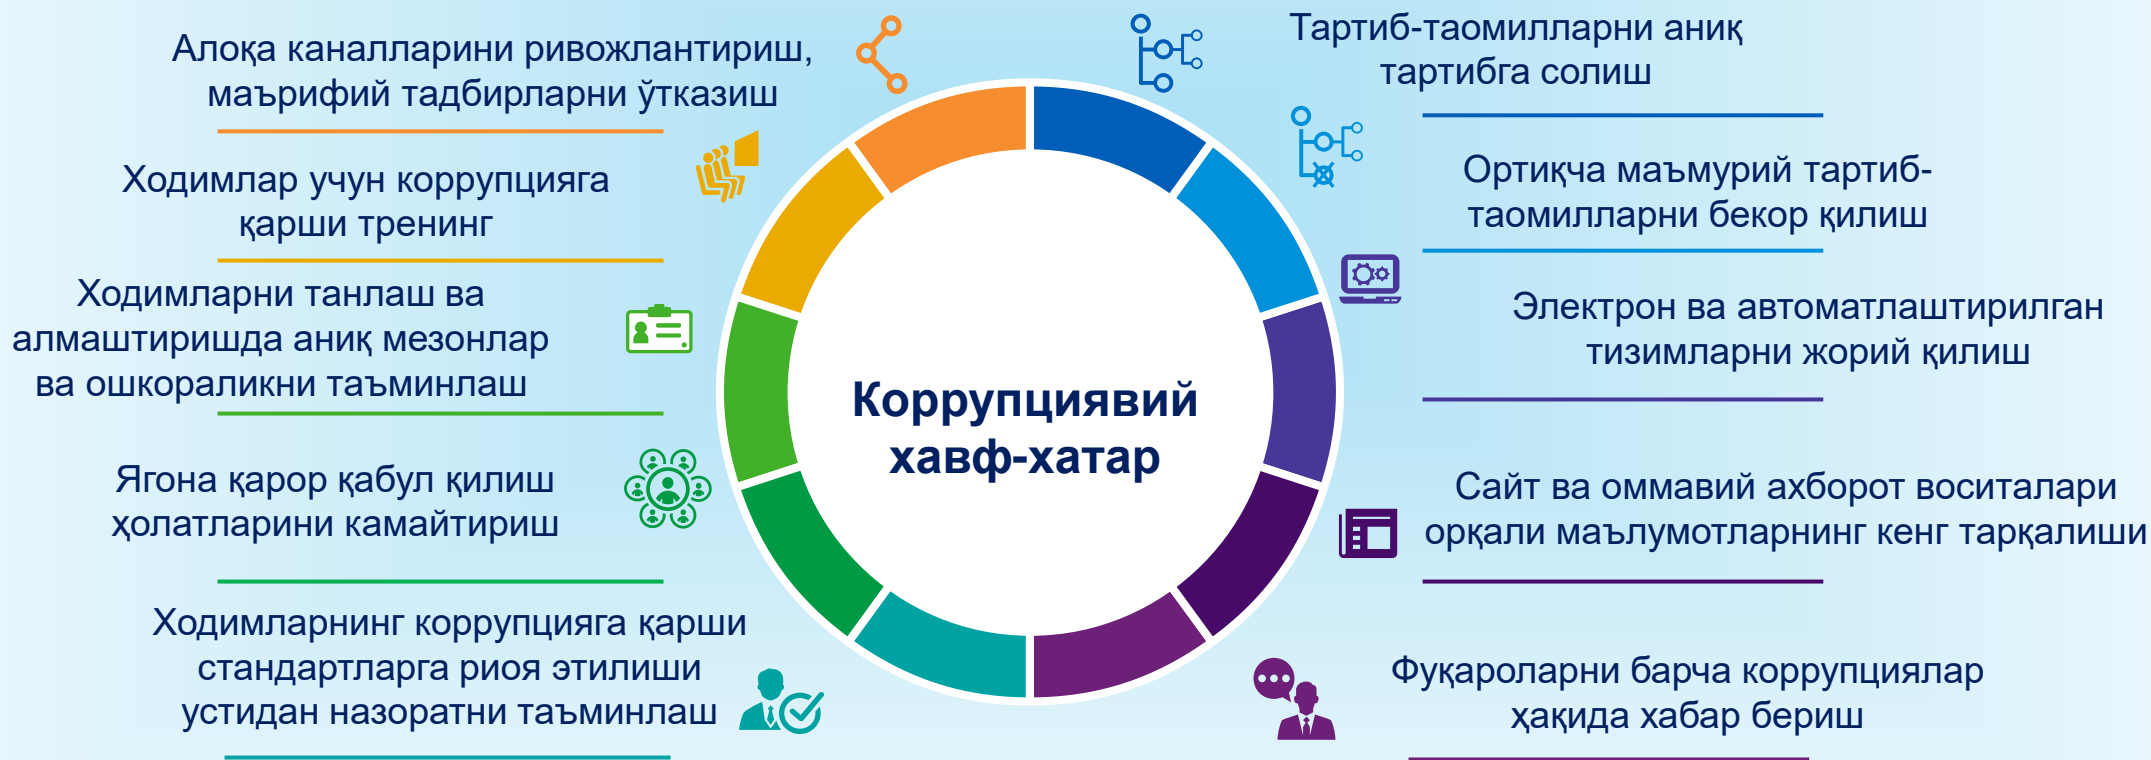 Алоқа каналларини ривожлантириш,
маърифий тадбирларни ўтказиш
Ходимлар учун коррупцияга
қарши тренинг
Ходимларни танлаш ва
алмаштиришда аниқ мезонлар
ва ошкораликни таъминлаш
Ягона қарор қабул қилиш
ҳолатларини камайтириш
Ходимларнинг коррупцияга қарши
стандартларга риоя этилиши
устидан назоратни таъминлаш
Коррупциявий
хавф-хатар
Тартиб-таомилларни аниқ
тартибга солиш
Ортиқча маъмурий тартиб-
таомилларни бекор қилиш
Электрон ва автоматлаштирилган
тизимларни жорий қилиш
Сайт ва оммавий ахборот воситалари
орқали маълумотларнинг кенг тарқалиши
Фуқароларни барча коррупциялар
ҳақида хабар бериш